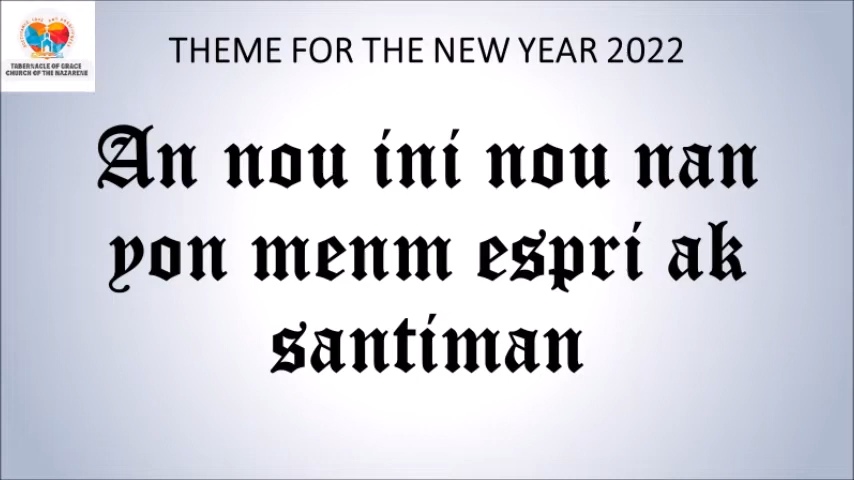 TABERNACLE OF GRACE
CHURCH OF THE NAZARENE
THEME FOR THE NEW YEAR 2022
An nou ini nou nan
yon menm espri ak
santiman